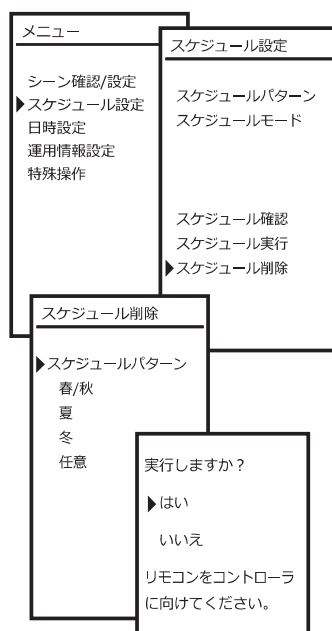 メニュー
シーン確認/設定
▶スケジュール設定
日時設定
運用情報設定
特殊操作
スケジュール設定
スケジュールパターン
スケジュールモード
スケジュール確認
スケジュール実行
▶スケジュール削除
スケジュール削除
▶スケジュールパターン
春/秋
夏
冬
任意
実行しますか？
▶はい
いいえ
リモコンをコントローラ
に向けてください。